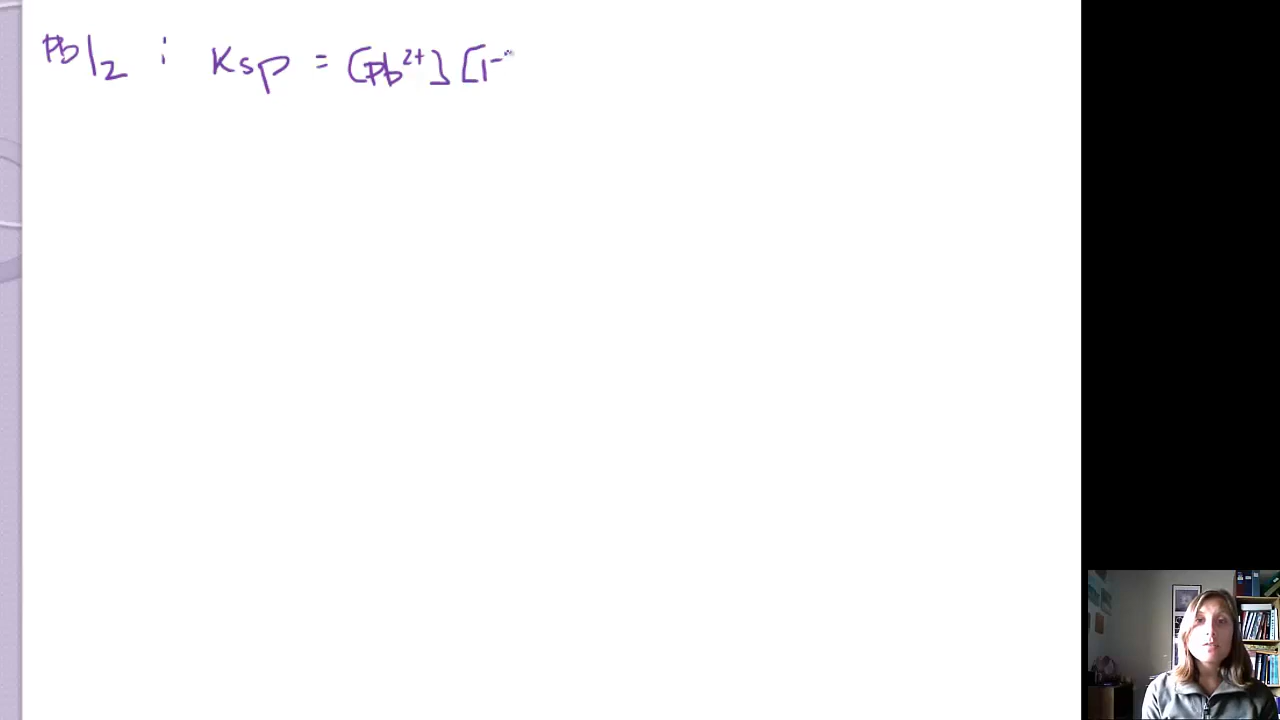 PbI₂ : Ksp = [Pb²⁺] [I⁻